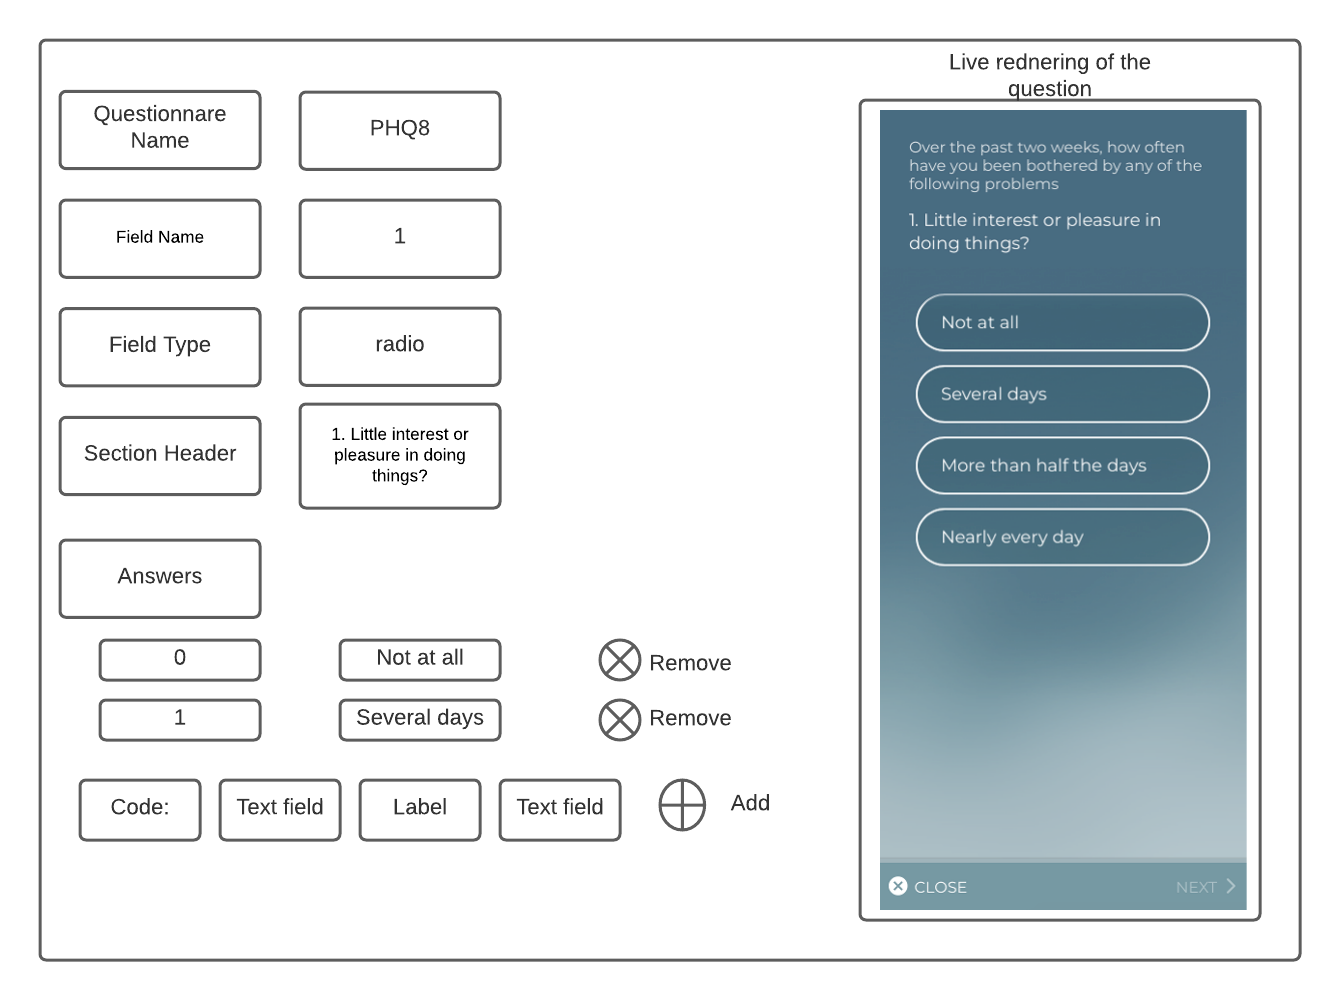 Live rednering of the
question
Questionnare
Name
PHQ8
Field Name
1
Field Type
radio
Section Header
1. Little interest or
pleasure in doing
things?
Answers
0
Not at all
Remove
1
Several days
Remove
Code:
Text field
Label
Text field
Add
Over the past two weeks, how often
have you been bothered by any of the
following problems
1. Little interest or pleasure in
doing things?
Not at all
Several days
More than half the days
Nearly every day
CLOSE
NEXT